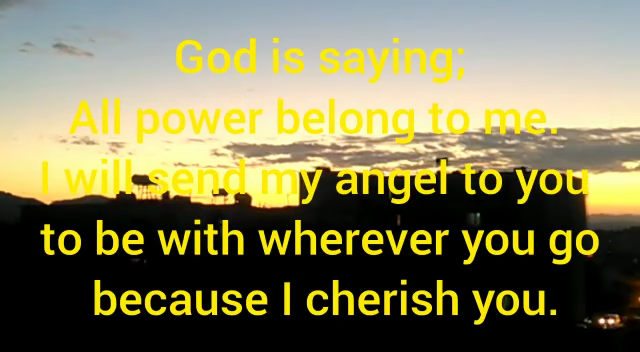 God is saying;
All power belong to me.
I will send my angel to you
to be with wherever you go
because I cherish you.